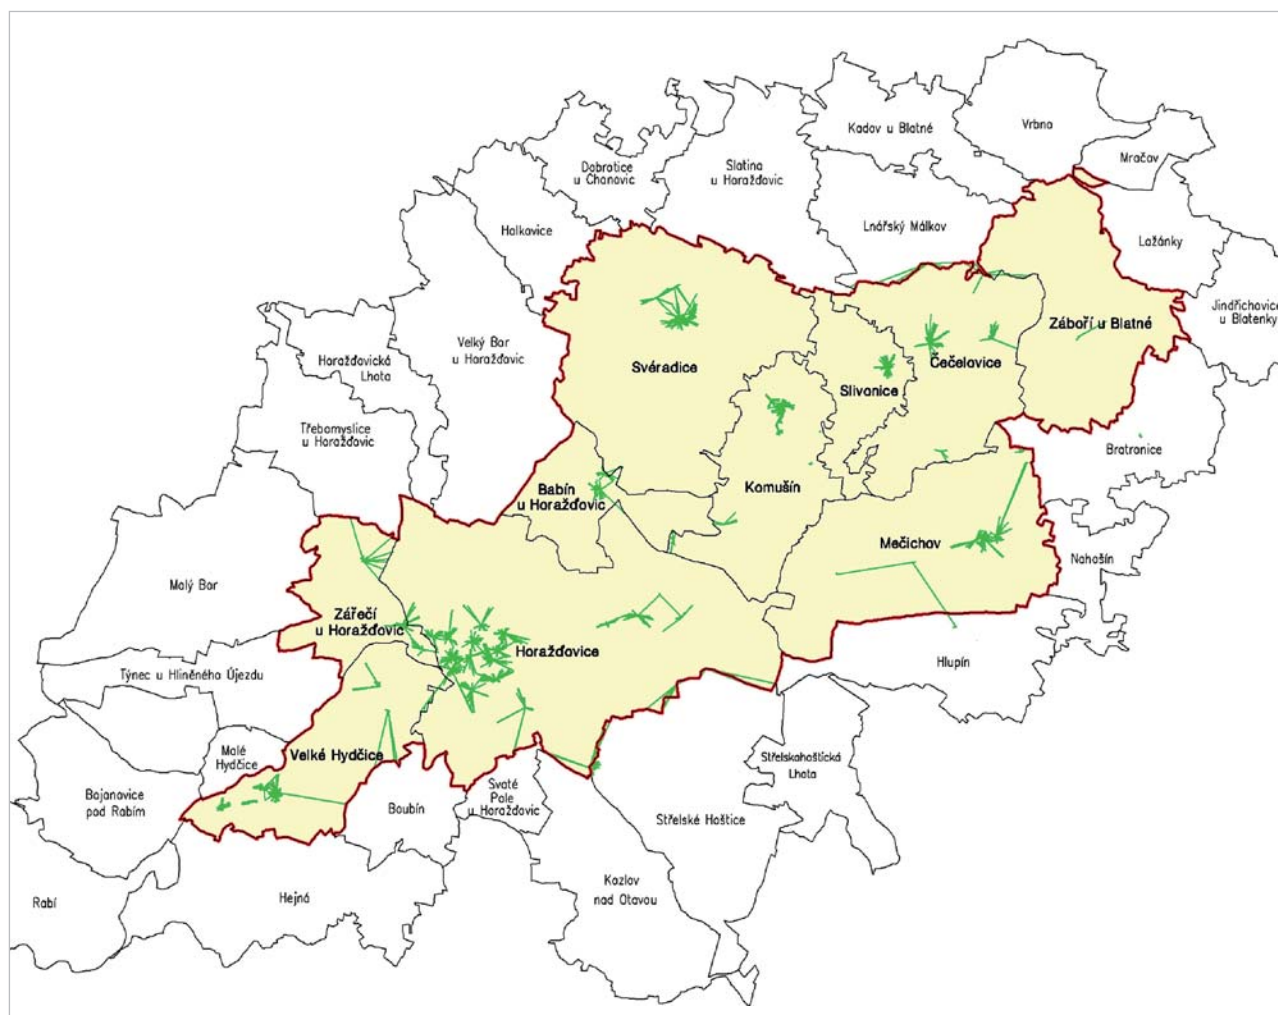 Vrbno
Kadov u Blatné
Mračov
Dobrotice
u Chanovic
Slatina
u Horažďovic
Lnářský Málkov
Holkovice
Lažánky
Jindřichovice
u Blatenky
Záboří u Blatné
Velký Bor
u Horažďovic
Horažďovická
Lhota
Svéradice
Čečelovice
Slivonice
Třebomyslice
u Horažďovic
Bratronice
Babín
u Horažďovic
Komušín
Mečichov
Nahošín
Malý Bor
Zářečí
u Horažďovic
Horažďovice
Hlupín
Týnec u Hliněného Újezdu
Malé
Hydčice
Velké Hydčice
Střelskohoštická
Lhota
Bojanovice
pod Rabím
Boubín
Svaté
Pole
u Horažďovic
Střelské Hoštice
Kozlov
nad Otavou
Hejná
Rabí